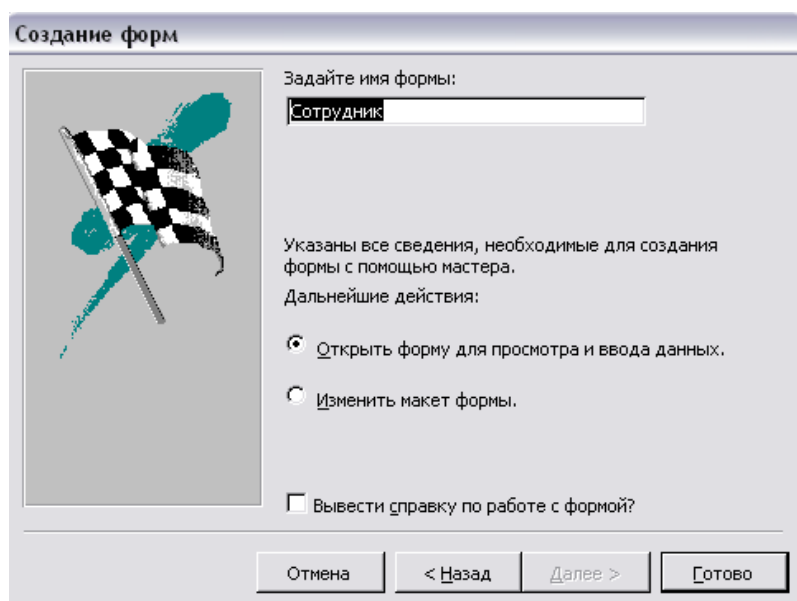 Создание форм
Задайте имя формы:
Сотрудник
Указаны все сведения, необходимые для создания
формы с помощью мастера.
Дальнейшие действия:
Открыть форму для просмотра и ввода данных.
Изменить макет формы.
Вывести справку по работе с формой?
Отмена < Назад Далее > Готово